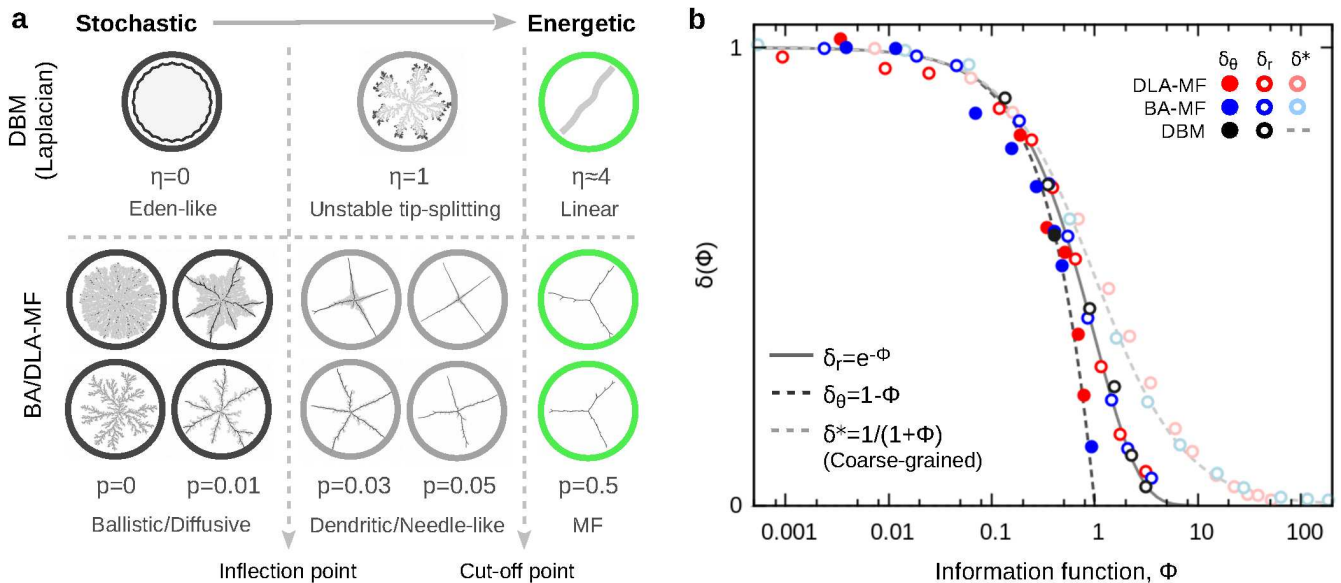 a
Stochastic
Energetic
DBM
(Laplacian)
η=0
η=1
η≈4
Eden-like
Unstable tip-splitting
Linear
BA/DLA-MF
p=0
p=0.01
p=0.03
p=0.05
p=0.5
Ballistic/Diffusive
Dendritic/Needle-like
MF
Inflection point
Cut-off point
b
δ(Φ)
1
0
δθ δr δ*
DLA-MF
BA-MF
DBM
δr=e-Φ
δθ=1-Φ
δ*=1/(1+Φ)
(Coarse-grained)
0.001 0.01 0.1 1 10 100
Information function, Φ